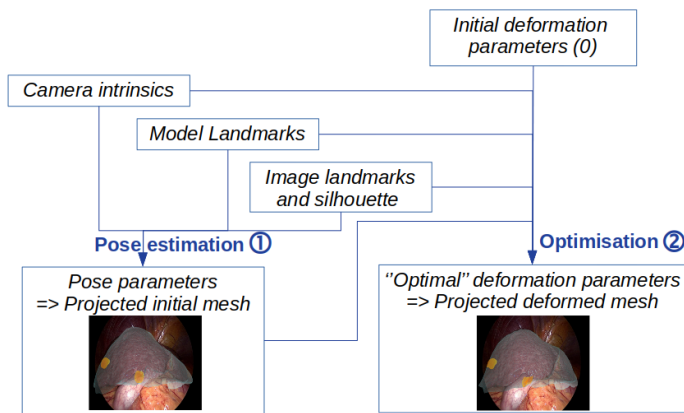 Initial deformation
parameters (0)
Camera intrinsics
Model Landmarks
Image landmarks
and silhouette
Pose estimation ①
Optimisation ②
Pose parameters
=> Projected initial mesh
‘’Optimal’’ deformation parameters
=> Projected deformed mesh